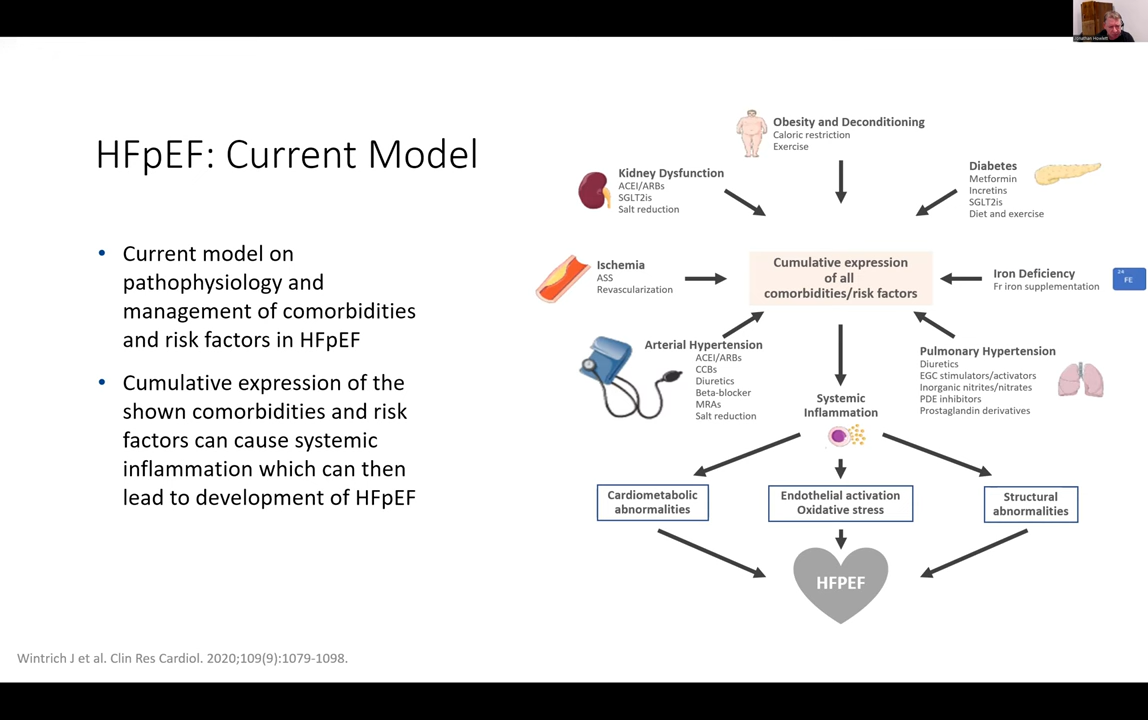 HFpEF: Current Model
• Current model on
pathophysiology and
management of comorbidities
and risk factors in HFpEF
• Cumulative expression of the
shown comorbidities and risk
factors can cause systemic
inflammation which can then
lead to development of HFpEF
Obesity and Deconditioning
Caloric restriction
Exercise
Kidney Dysfunction
ACEI/ARBs
SGLT2is
Salt reduction
Diabetes
Metformin
Incretins
SGLT2is
Diet and exercise
Ischemia
ASS
Revascularization
Cumulative expression
of all
comorbidities/risk factors
Iron Deficiency
Fr iron supplementation
FE
Arterial Hypertension
ACEI/ARBs
CCBs
Diuretics
Beta-blocker
MRAs
Salt reduction
Pulmonary Hypertension
Diuretics
EGC stimulators/activators
Inorganic nitrites/nitrates
PDE inhibitors
Prostaglandin derivatives
Systemic
Inflammation
Cardiometabolic
abnormalities
Endothelial activation
Oxidative stress
Structural
abnormalities
HFPEF
Wintrich J et al. Clin Res Cardiol. 2020;109(9):1079-1098.